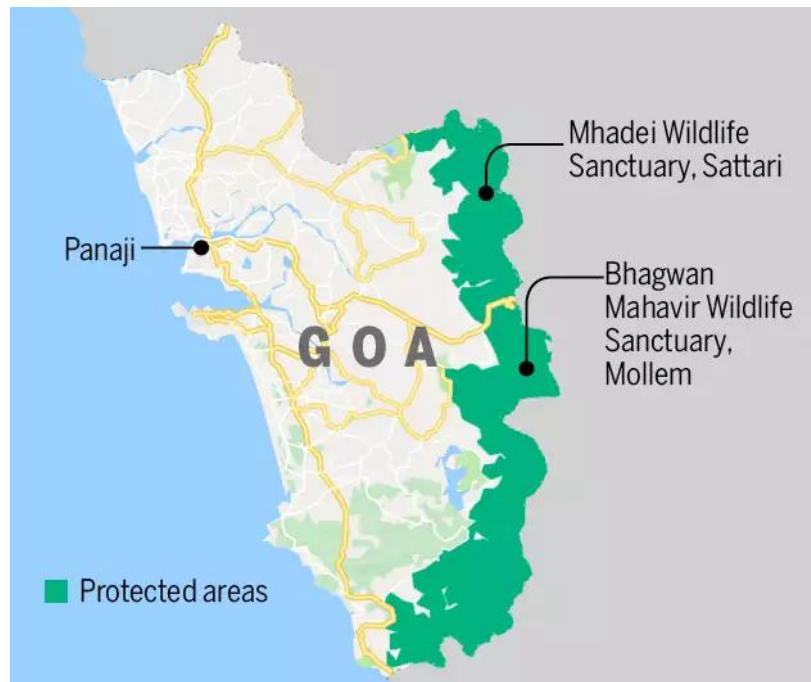 Mhadei Wildlife
Sanctuary, Sattari
Panaji
Bhagwan
Mahavir Wildlife
Sanctuary,
Mollem
GOA
Protected areas